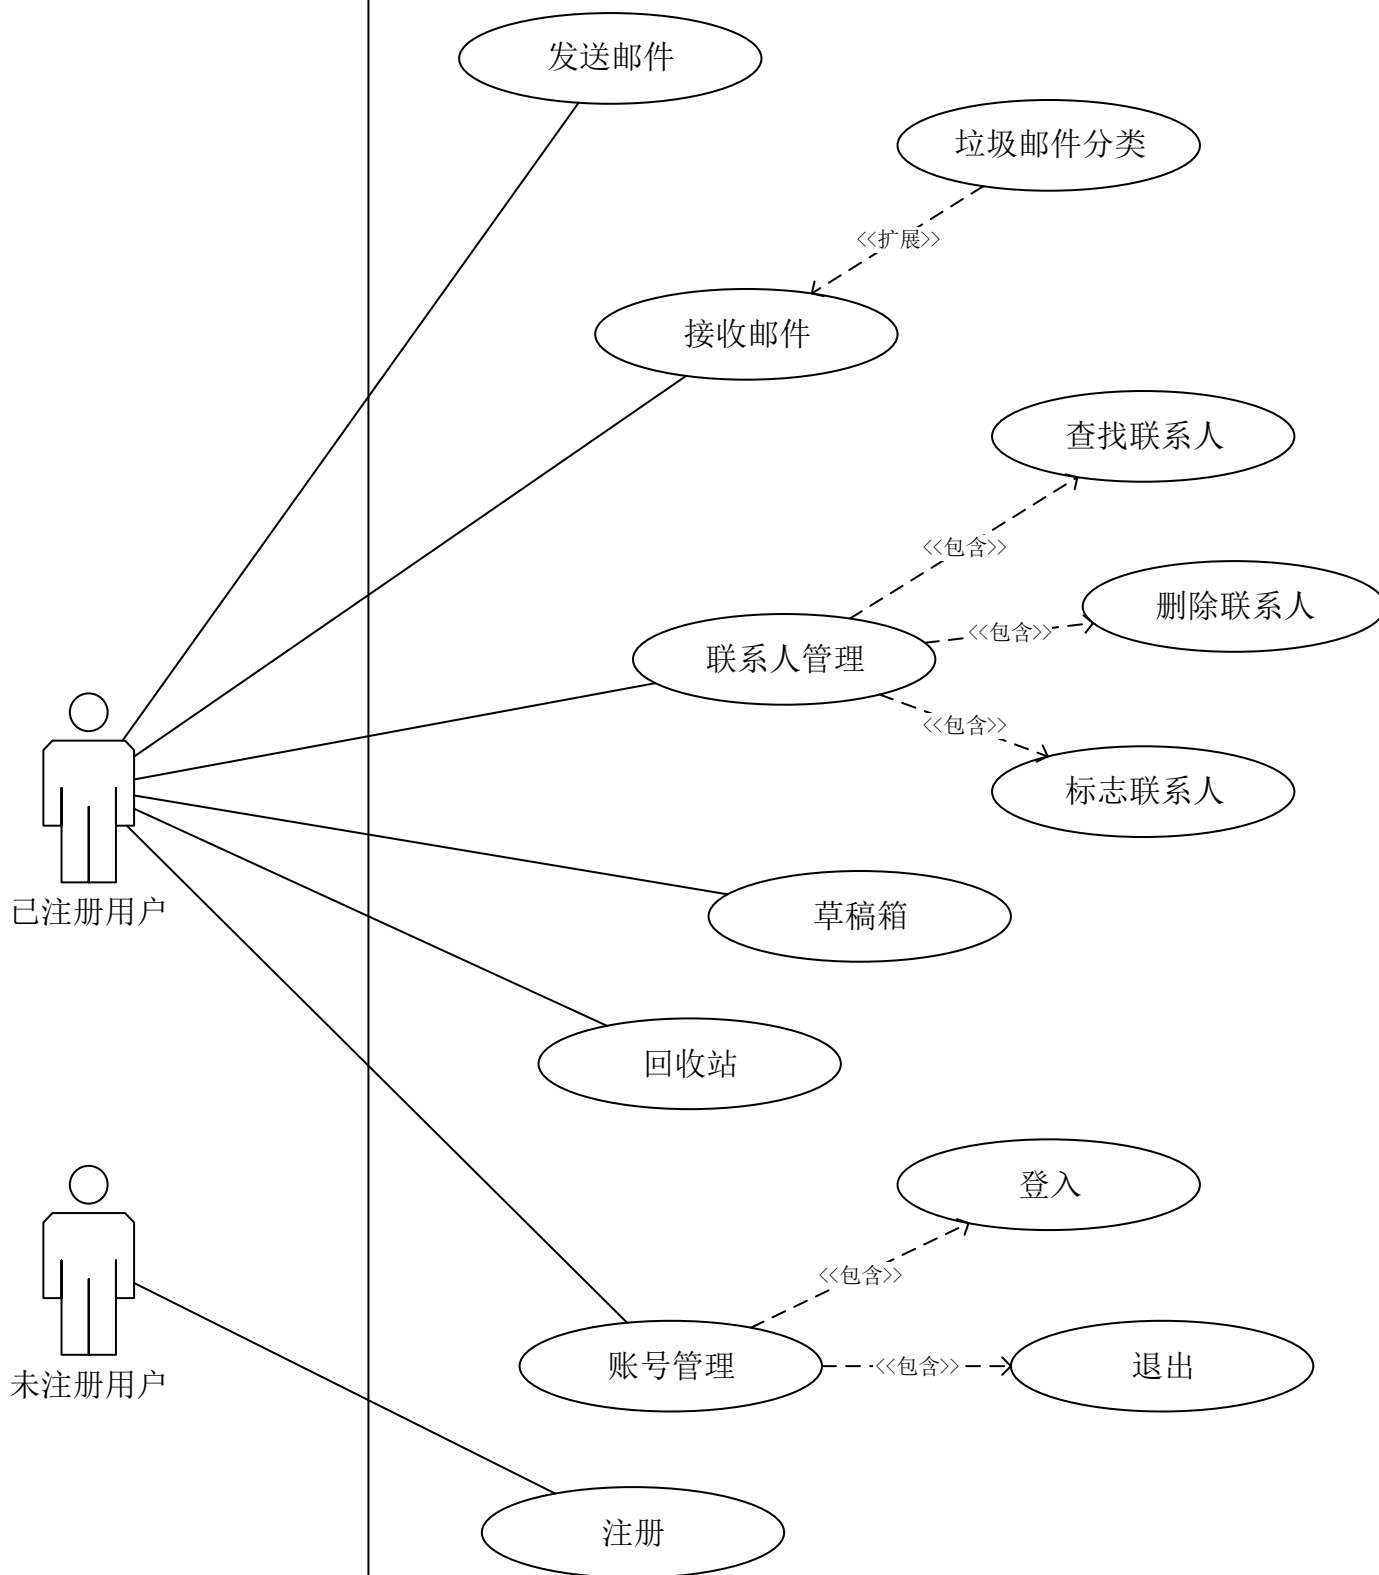 发送邮件
垃圾邮件分类
<<扩展>>
接收邮件
查找联系人
<<包含>>
删除联系人
<<包含>>
联系人管理
<<包含>>
标志联系人
已注册用户
草稿箱
回收站
登入
<<包含>>
账号管理
<<包含>>
退出
未注册用户
注册